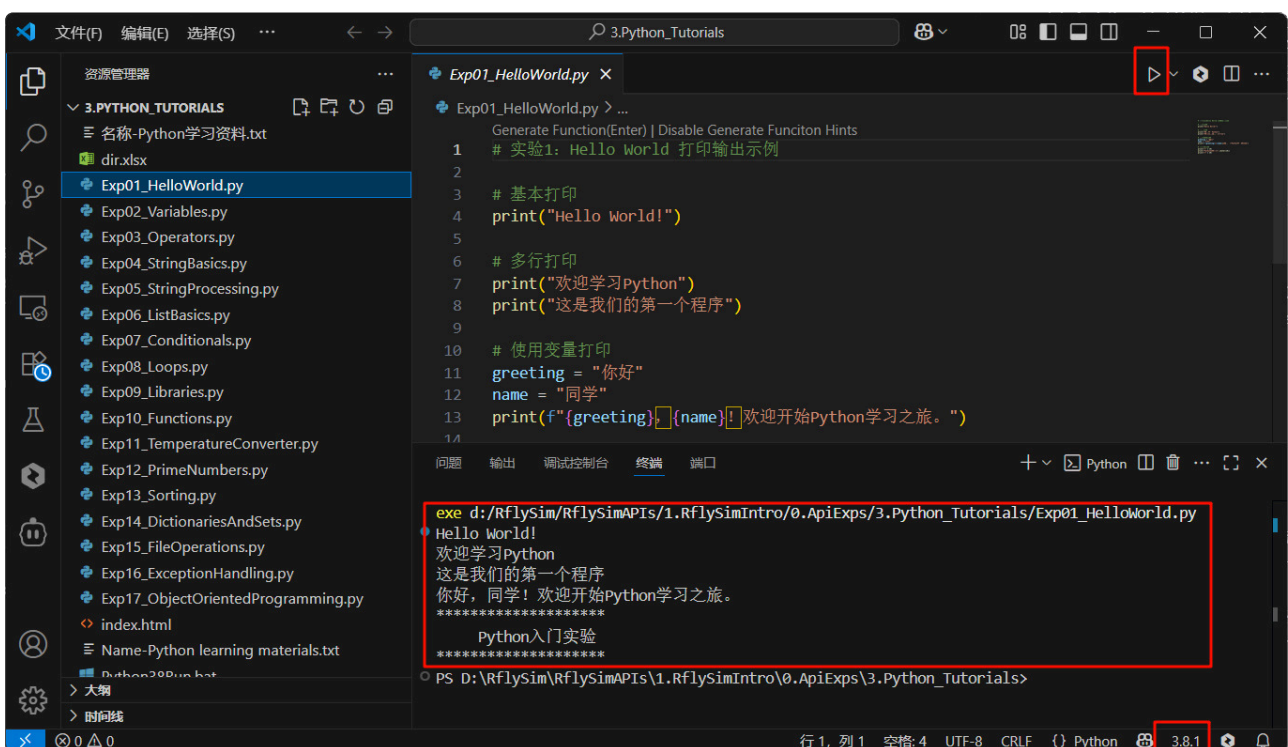 文件(F) 编辑(E) 选择(S) ··· ← → 3.Python_Tutorials
资源管理器 ···
3.PYTHON_TUTORIALS
名称-Python学习资料.txt
dir.xlsx
Exp01_HelloWorld.py
Exp02_Variables.py
Exp03_Operators.py
Exp04_StringBasics.py
Exp05_StringProcessing.py
Exp06_ListBasics.py
Exp07_Conditionals.py
Exp08_Loops.py
Exp09_Libraries.py
Exp10_Functions.py
Exp11_TemperatureConverter.py
Exp12_PrimeNumbers.py
Exp13_Sorting.py
Exp14_DictionariesAndSets.py
Exp15_FileOperations.py
Exp16_ExceptionHandling.py
Exp17_ObjectOrientedProgramming.py
index.html
Name-Python learning materials.txt
Python38Run.bat
大纲
时间线
Exp01_HelloWorld.py ×
Exp01_HelloWorld.py > ...
Generate Function(Enter) | Disable Generate Funciton Hints
1 # 实验1: Hello World 打印输出示例
2
3 # 基本打印
4 print("Hello World!")
5
6 # 多行打印
7 print("欢迎学习Python")
8 print("这是我们的第一个程序")
9
10 # 使用变量打印
11 greeting = "你好"
12 name = "同学"
13 print(f"{greeting}，{name}！欢迎开始Python学习之旅。")
14
问题 输出 调试控制台 终端 端口 Python
exe d:/RflySim/RflySimAPIs/1.RflySimIntro/0.ApiExps/3.Python_Tutorials/Exp01_HelloWorld.py
Hello World!
欢迎学习Python
这是我们的第一个程序
你好，同学！欢迎开始Python学习之旅。
********************
Python入门实验
********************
PS D:\RflySim\RflySimAPIs\1.RflySimIntro\0.ApiExps\3.Python_Tutorials>
0 0 行 1, 列 1 空格: 4 UTF-8 CRLF {} Python 3.8.1